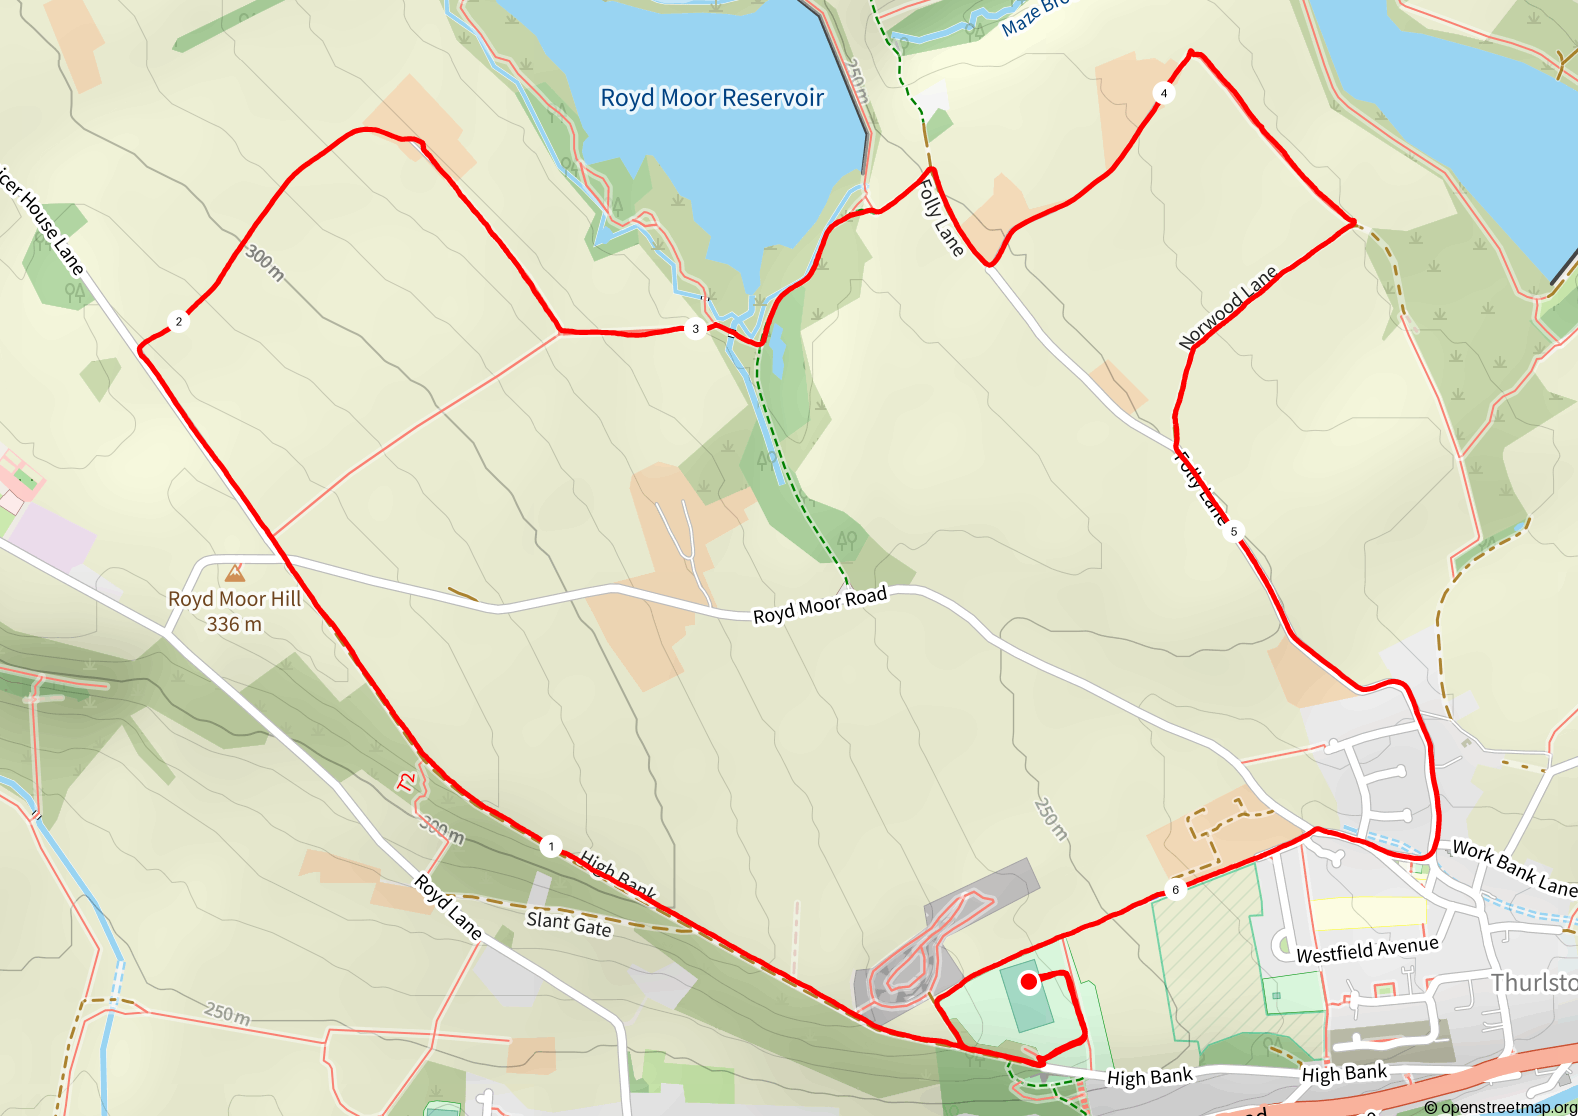 Maze
250 m
Royd Moor Reservoir
4
Folly Lane
icer House Lane
300 m
2
3
Norwood Lane
Folly Lane
5
Royd Moor Hill
336 m
Royd Moor Road
T2
300 m
250 m
1
High Bank
Royd Lane
Slant Gate
6
Work Bank Lane
Westfield Avenue
Thurlsto
250 m
High Bank
High Bank
© openstreetmap.org